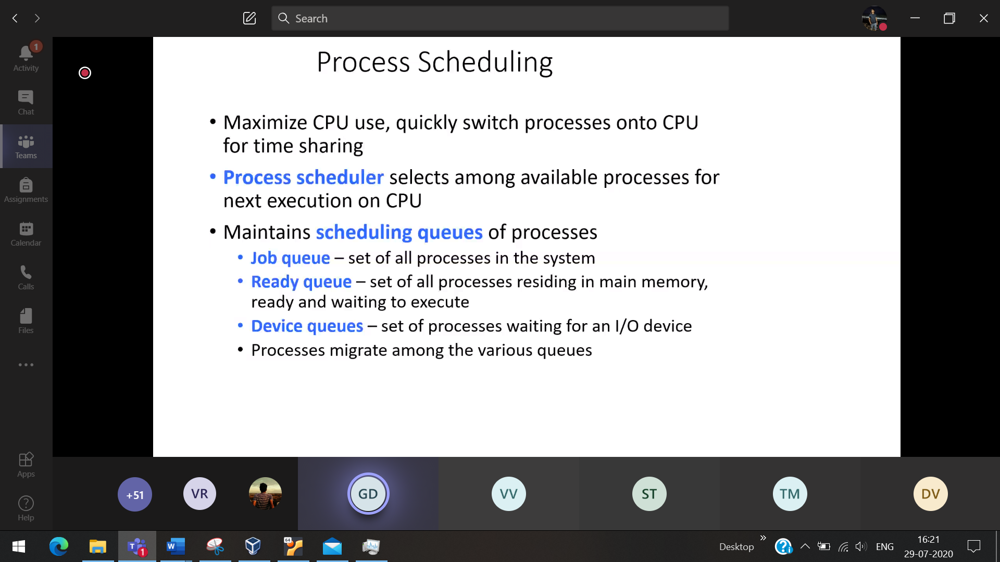 Search
1
Activity
Chat
Teams
Assignments
Calendar
Calls
Files
Apps
Help
Process Scheduling
• Maximize CPU use, quickly switch processes onto CPU
for time sharing
• Process scheduler selects among available processes for
next execution on CPU
• Maintains scheduling queues of processes
• Job queue – set of all processes in the system
• Ready queue – set of all processes residing in main memory,
ready and waiting to execute
• Device queues – set of processes waiting for an I/O device
• Processes migrate among the various queues
+51
VR
GD
VV
ST
TM
DV
T
1
W
64
Desktop
ENG
16:21
29-07-2020